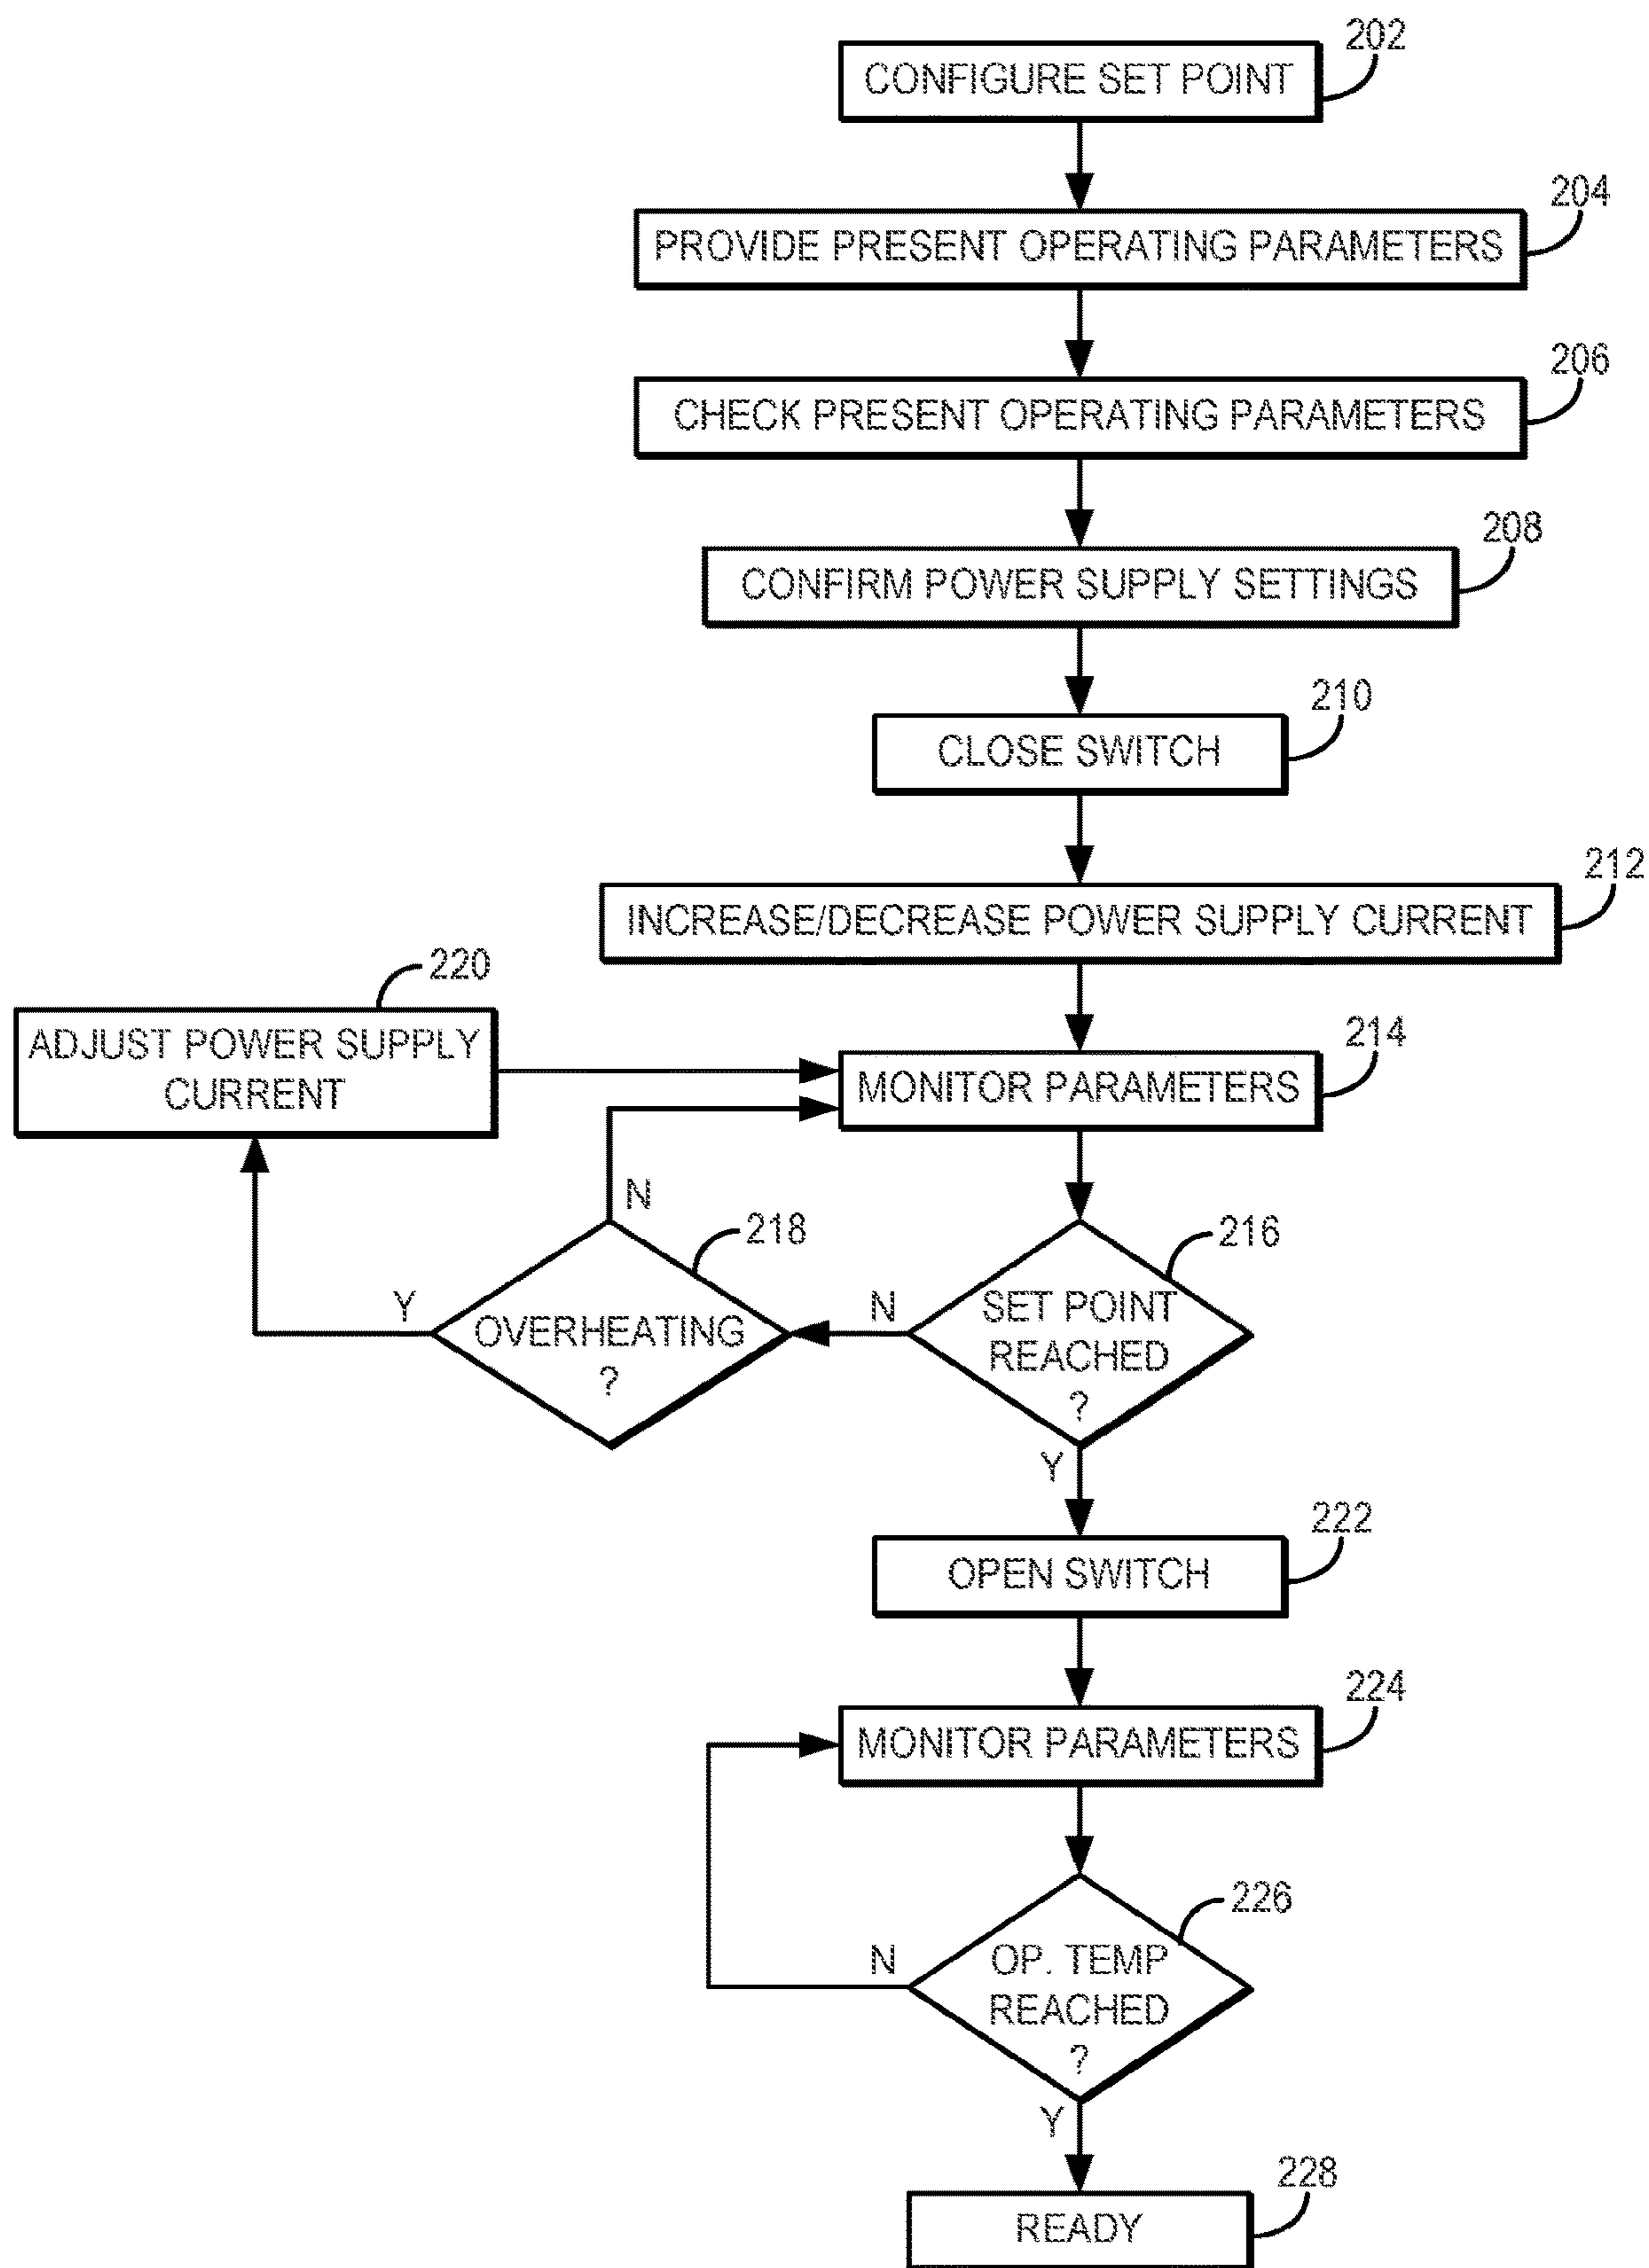 202
CONFIGURE SET POINT
204
PROVIDE PRESENT OPERATING PARAMETERS
206
CHECK PRESENT OPERATING PARAMETERS
208
CONFIRM POWER SUPPLY SETTINGS
210
CLOSE SWITCH
212
INCREASE/DECREASE POWER SUPPLY CURRENT
220
ADJUST POWER SUPPLY
CURRENT
214
MONITOR PARAMETERS
N
218
216
Y
OVERHEATING
?
N
SET POINT
REACHED
?
Y
222
OPEN SWITCH
224
MONITOR PARAMETERS
226
N
OP. TEMP
REACHED
?
Y
228
READY